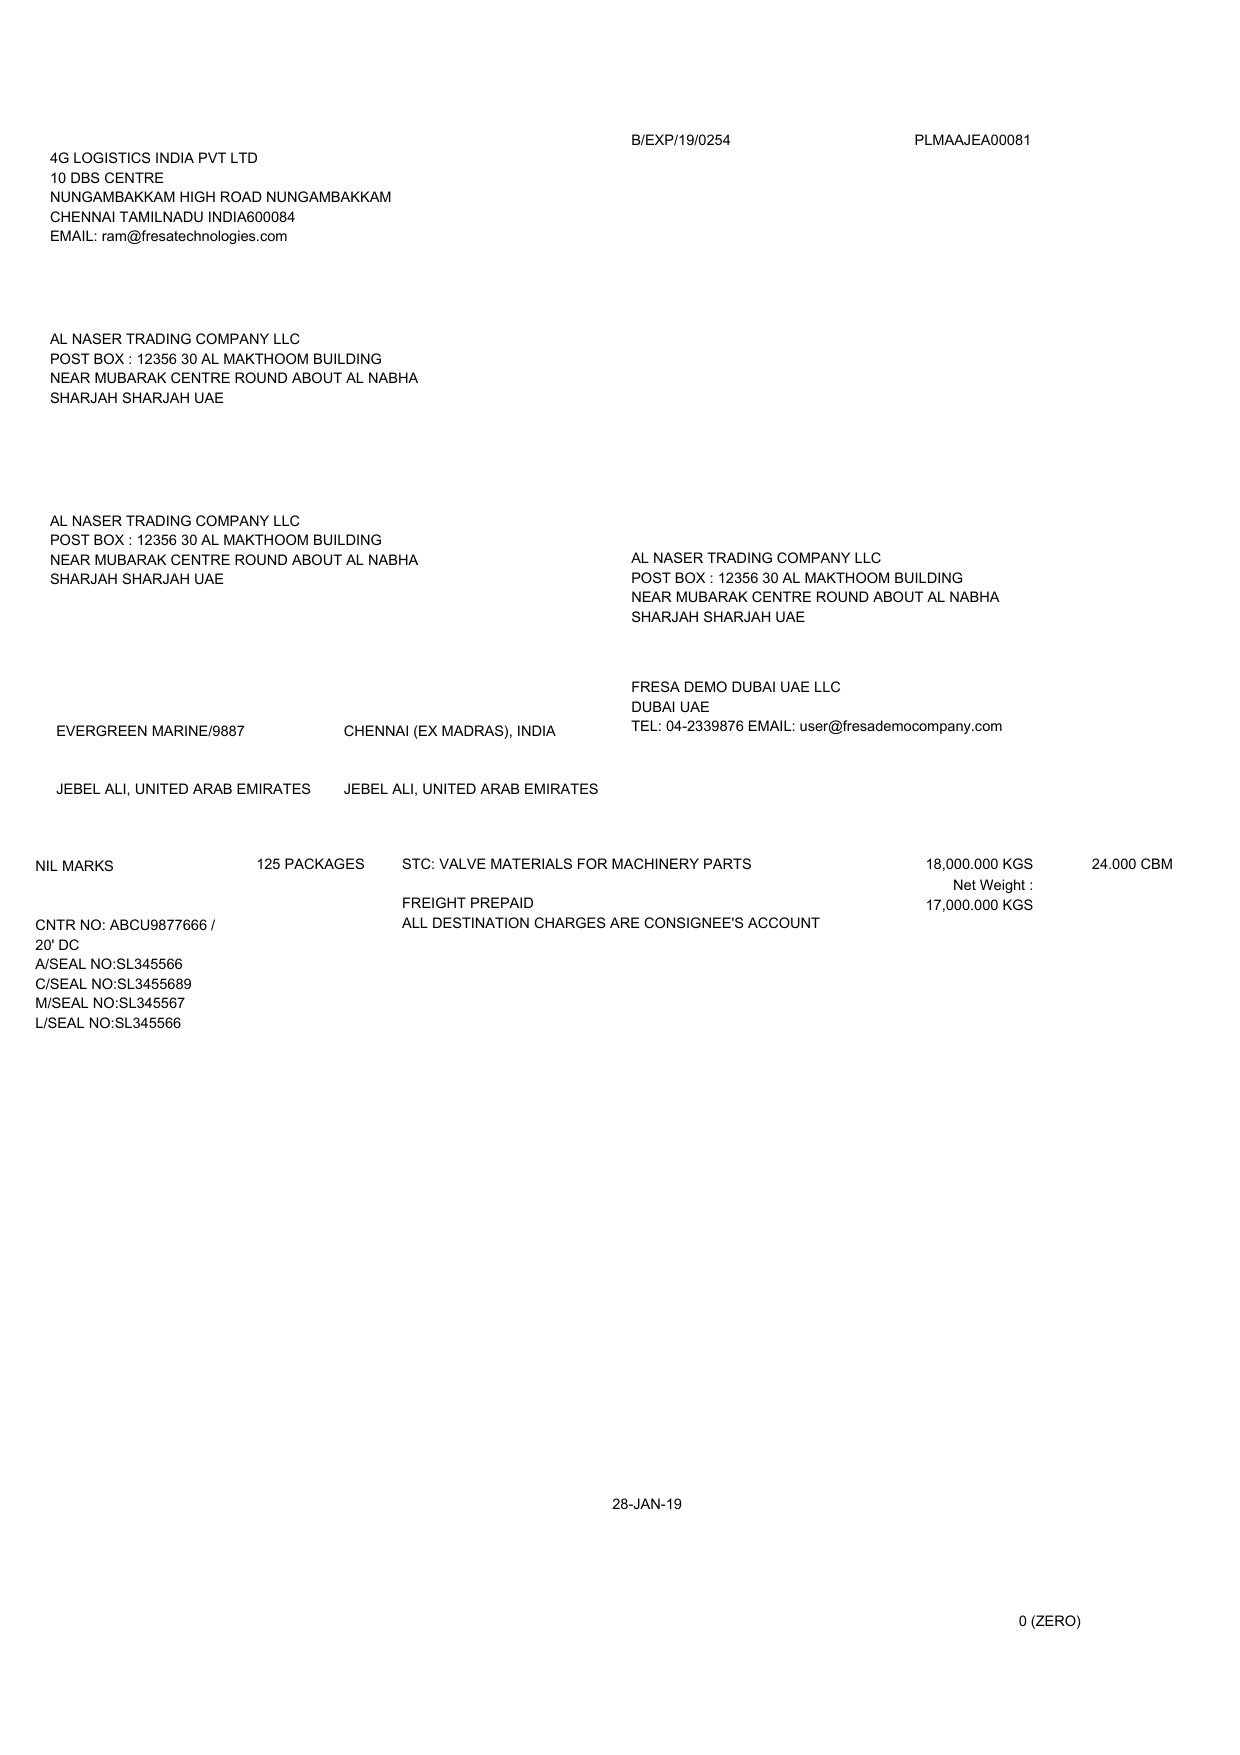 B/EXP/19/0254 PLMAAJEA00081
4G LOGISTICS INDIA PVT LTD
10 DBS CENTRE
NUNGAMBAKKAM HIGH ROAD NUNGAMBAKKAM
CHENNAI TAMILNADU INDIA600084
EMAIL: ram@fresatechnologies.com
AL NASER TRADING COMPANY LLC
POST BOX : 12356 30 AL MAKTHOOM BUILDING
NEAR MUBARAK CENTRE ROUND ABOUT AL NABHA
SHARJAH SHARJAH UAE
AL NASER TRADING COMPANY LLC
POST BOX : 12356 30 AL MAKTHOOM BUILDING
NEAR MUBARAK CENTRE ROUND ABOUT AL NABHA
SHARJAH SHARJAH UAE
AL NASER TRADING COMPANY LLC
POST BOX : 12356 30 AL MAKTHOOM BUILDING
NEAR MUBARAK CENTRE ROUND ABOUT AL NABHA
SHARJAH SHARJAH UAE
FRESA DEMO DUBAI UAE LLC
DUBAI UAE
TEL: 04-2339876 EMAIL: user@fresademocompany.com
EVERGREEN MARINE/9887 CHENNAI (EX MADRAS), INDIA
JEBEL ALI, UNITED ARAB EMIRATES JEBEL ALI, UNITED ARAB EMIRATES
NIL MARKS 125 PACKAGES STC: VALVE MATERIALS FOR MACHINERY PARTS 18,000.000 KGS 24.000 CBM
Net Weight :
FREIGHT PREPAID 17,000.000 KGS
ALL DESTINATION CHARGES ARE CONSIGNEE'S ACCOUNT
CNTR NO: ABCU9877666 /
20' DC
A/SEAL NO:SL345566
C/SEAL NO:SL3455689
M/SEAL NO:SL345567
L/SEAL NO:SL345566
28-JAN-19
0 (ZERO)